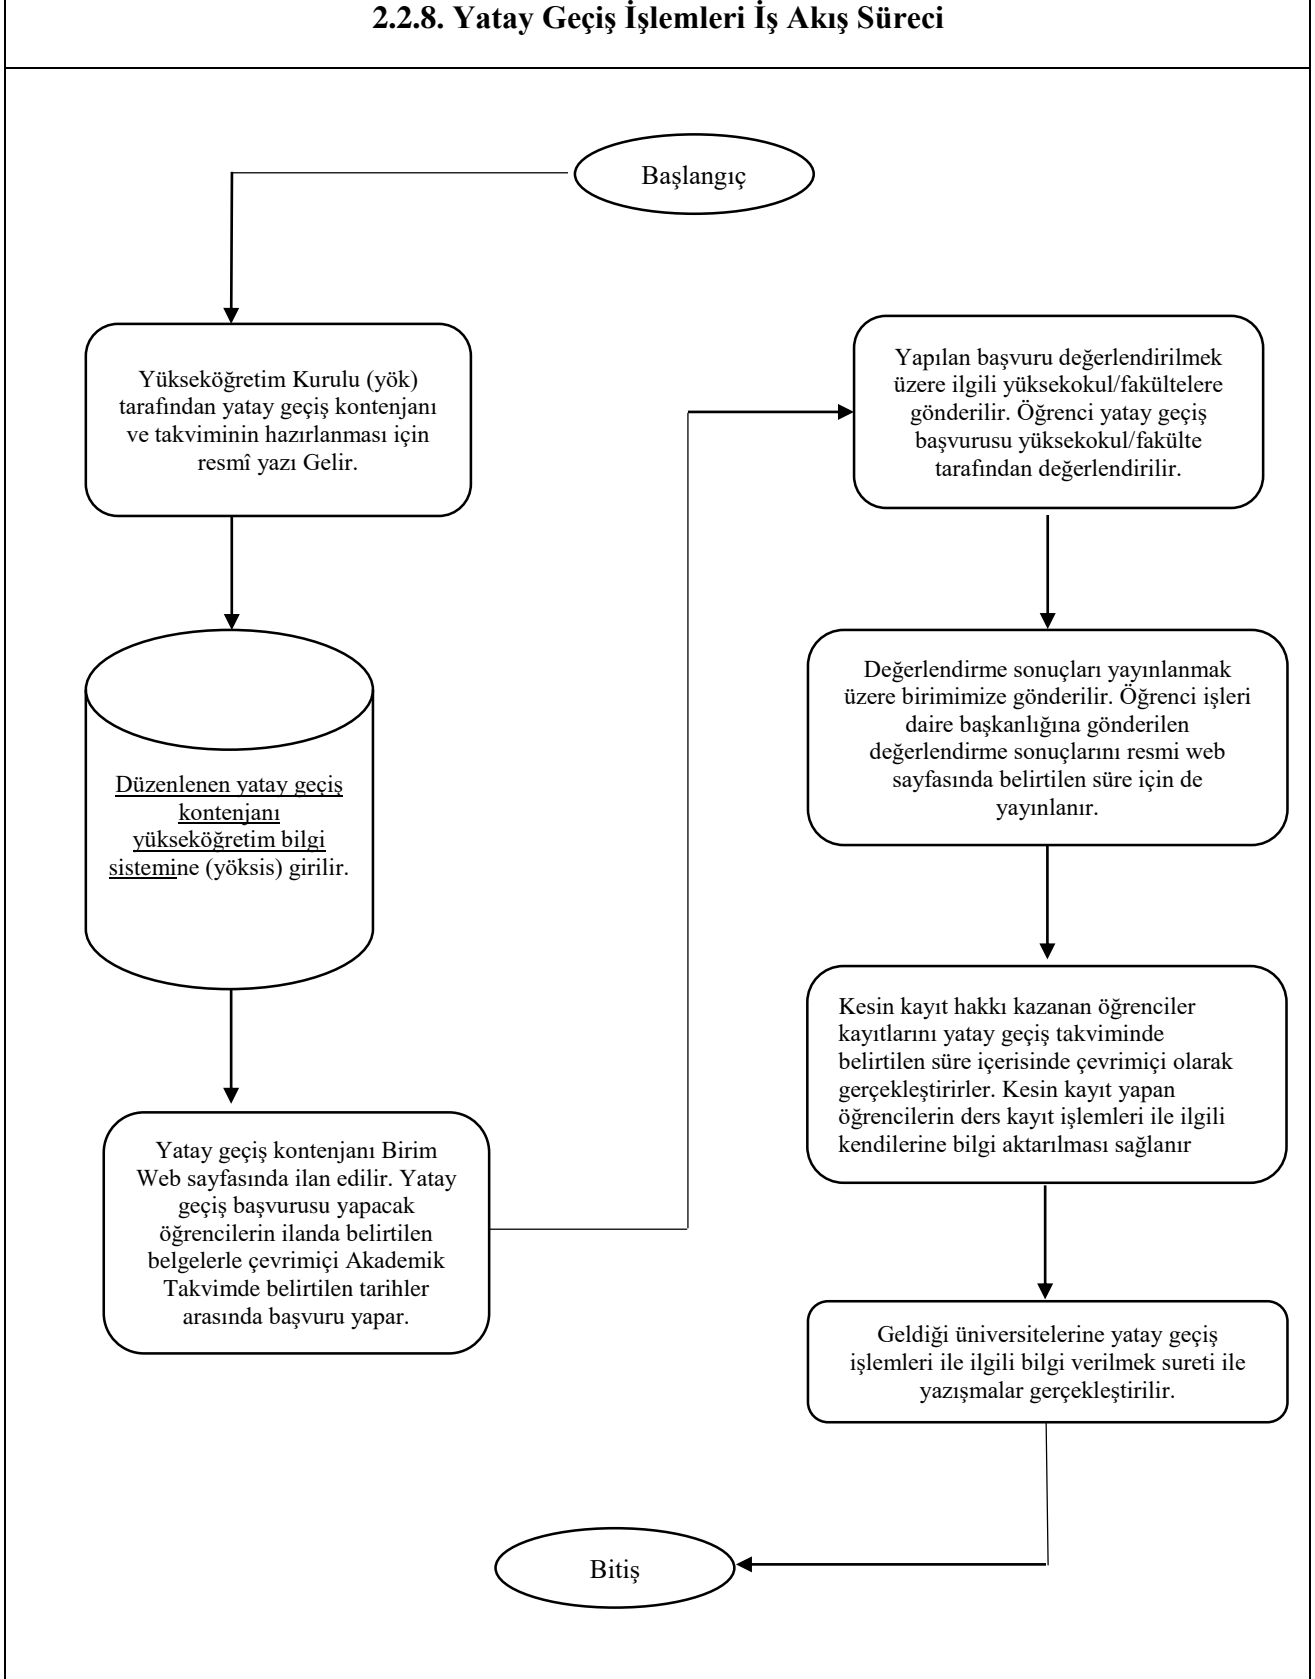 2.2.8. Yatay Geçiş İşlemleri İş Akış Süreci
Başlangıç
Yükseköğretim Kurulu (yök)
tarafından yatay geçiş kontenjanı
ve takviminin hazırlanması için
resmî yazı Gelir.
Düzenlenen yatay geçiş
kontenjanı
yükseköğretim bilgi
sistemine (yöksis) girilir.
Yatay geçiş kontenjanı Birim
Web sayfasında ilan edilir. Yatay
geçiş başvurusu yapacak
öğrencilerin ilanda belirtilen
belgelerle çevrimiçi Akademik
Takvimde belirtilen tarihler
arasında başvuru yapar.
Yapılan başvuru değerlendirilmek
üzere ilgili yüksekokul/fakültelere
gönderilir. Öğrenci yatay geçiş
başvurusu yüksekokul/fakülte
tarafından değerlendirilir.
Değerlendirme sonuçları yayınlanmak
üzere birimimize gönderilir. Öğrenci işleri
daire başkanlığına gönderilen
değerlendirme sonuçlarını resmi web
sayfasında belirtilen süre için de
yayınlanır.
Kesin kayıt hakkı kazanan öğrenciler
kayıtlarını yatay geçiş takviminde
belirtilen süre içerisinde çevrimiçi olarak
gerçekleştirirler. Kesin kayıt yapan
öğrencilerin ders kayıt işlemleri ile ilgili
kendilerine bilgi aktarılması sağlanır
Geldiği üniversitelerine yatay geçiş
işlemleri ile ilgili bilgi verilmek sureti ile
yazışmalar gerçekleştirilir.
Bitiş